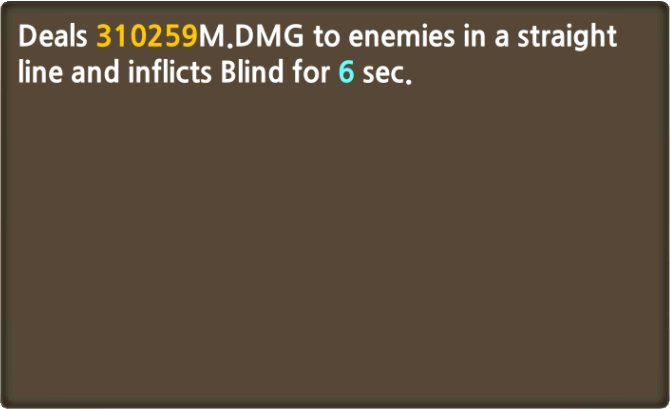 Deals 310259M.DMG to enemies in a straight
line and inflicts Blind for 6 sec.